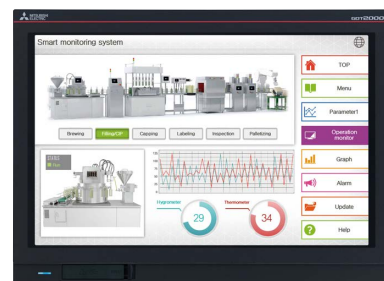 MITSUBISHI
ELECTRIC
GOT2000
Smart monitoring system
TOP
Menu
Parameter1
Operation
monitor
Graph
Alarm
Update
Help
Brewing
Filling/CIP
Capping
Labeling
Inspection
Palletizing
Hygrometer
29
Thermometer
34